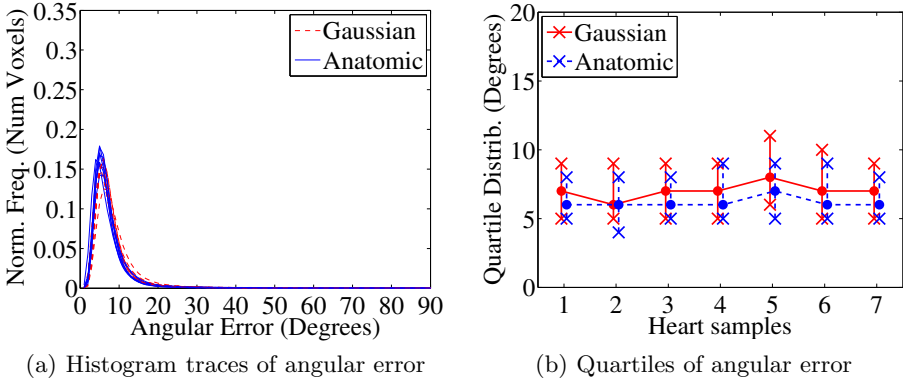 0.35
0.3
0.25
0.2
0.15
0.1
0.05
0
Norm. Freq. (Num Voxels)
Gaussian
Anatomic
0 10 20 30 40 50 60 70 80 90
Angular Error (Degrees)
(a) Histogram traces of angular error
20
15
10
5
0
Quartile Distrib. (Degrees)
Gaussian
Anatomic
1 2 3 4 5 6 7
Heart samples
(b) Quartiles of angular error